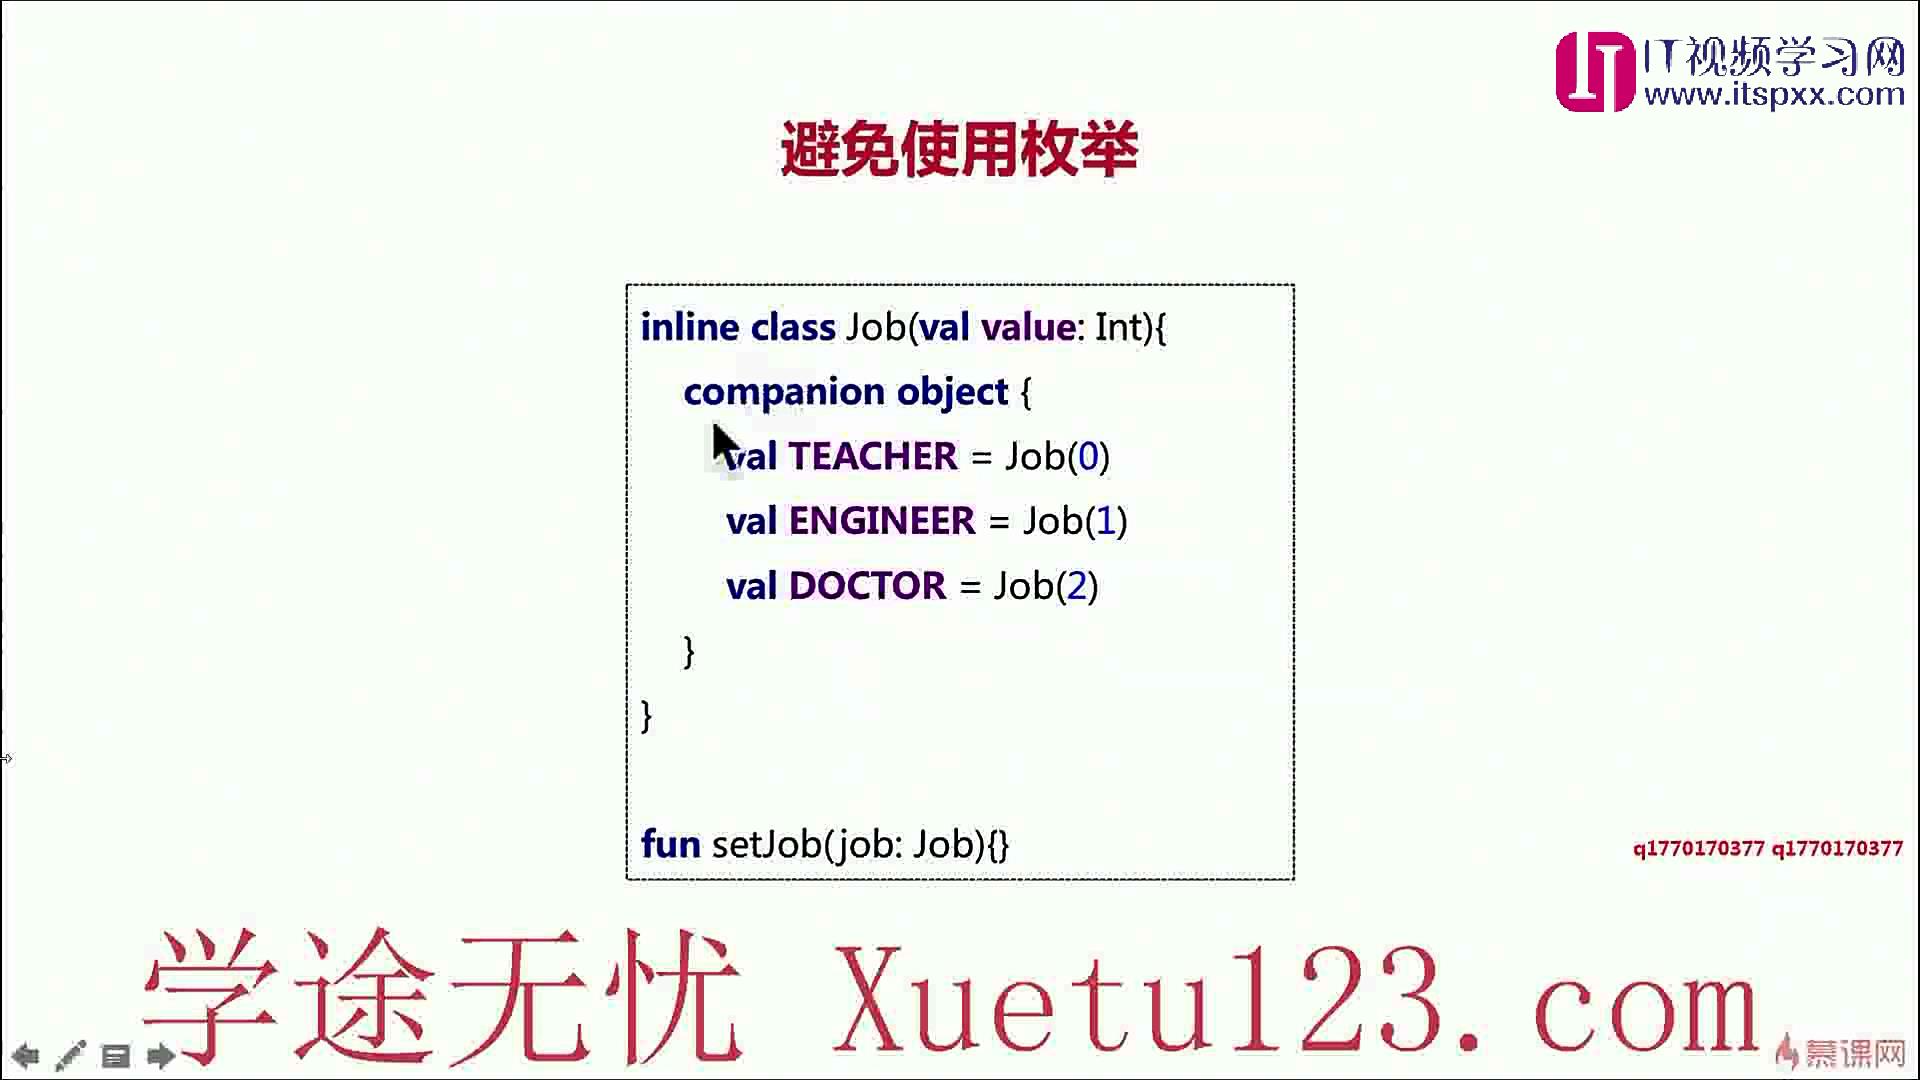 IT视频学习网
www.itspxx.com
避免使用枚举
inline class Job(val value: Int){
companion object {
val TEACHER = Job(0)
val ENGINEER = Job(1)
val DOCTOR = Job(2)
}
}
fun setJob(job: Job){}
q1770170377 q1770170377
学途无忧 Xuetu123.com
慕课网